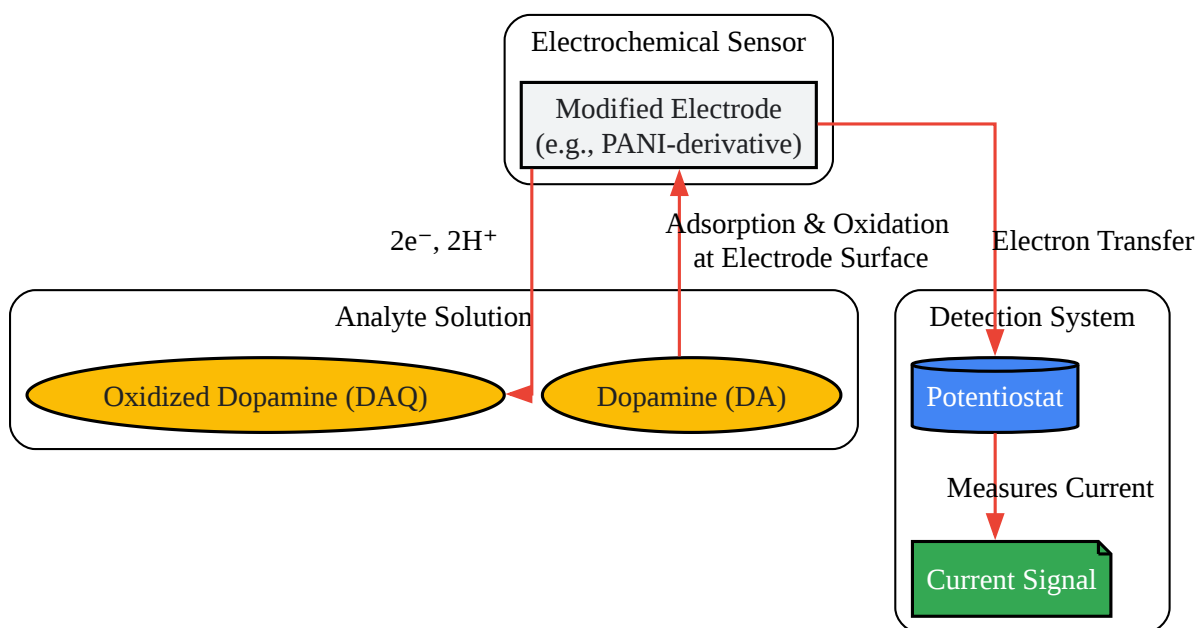 Electrochemical Sensor
Modified Electrode
(e.g., PANI-derivative)
2e⁻, 2H⁺
Adsorption & Oxidation
at Electrode Surface
Electron Transfer
Analyte Solution
Oxidized Dopamine (DAQ)
Dopamine (DA)
Detection System
Potentiostat
Measures Current
Current Signal